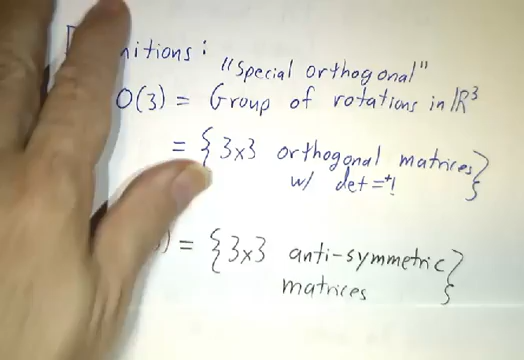 nitions:
"Special orthogonal"
O(3) = Group of rotations in ℝ³
= {3x3 orthogonal matrices}
w/ det = +1
) = {3x3 anti-symmetric}
matrices